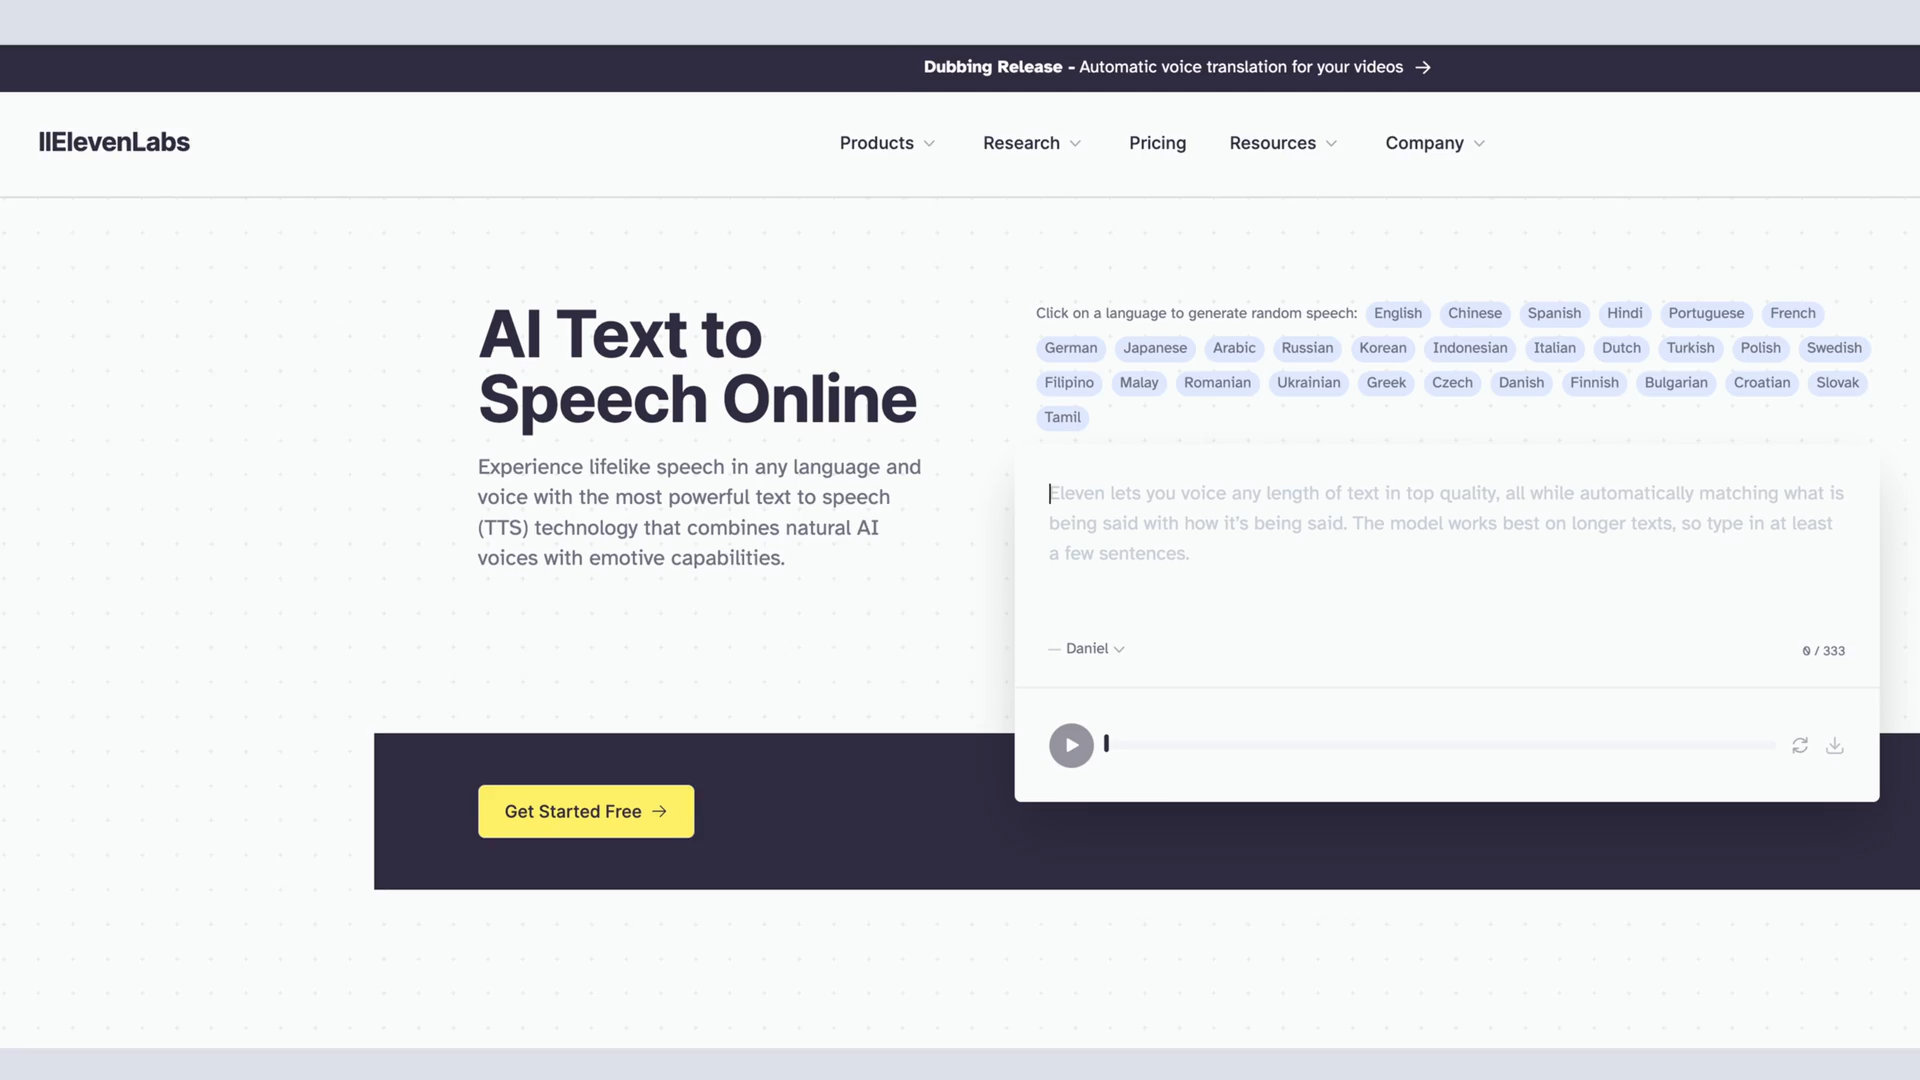 Dubbing Release - Automatic voice translation for your videos →
llElevenLabs
Products
Research
Pricing
Resources
Company
AI Text to
Speech Online
Experience lifelike speech in any language and
voice with the most powerful text to speech
(TTS) technology that combines natural AI
voices with emotive capabilities.
Get Started Free →
Click on a language to generate random speech: English Chinese Spanish Hindi Portuguese French
German Japanese Arabic Russian Korean Indonesian Italian Dutch Turkish Polish Swedish
Filipino Malay Romanian Ukrainian Greek Czech Danish Finnish Bulgarian Croatian Slovak
Tamil
Eleven lets you voice any length of text in top quality, all while automatically matching what is
being said with how it’s being said. The model works best on longer texts, so type in at least
a few sentences.
— Daniel
0 / 333